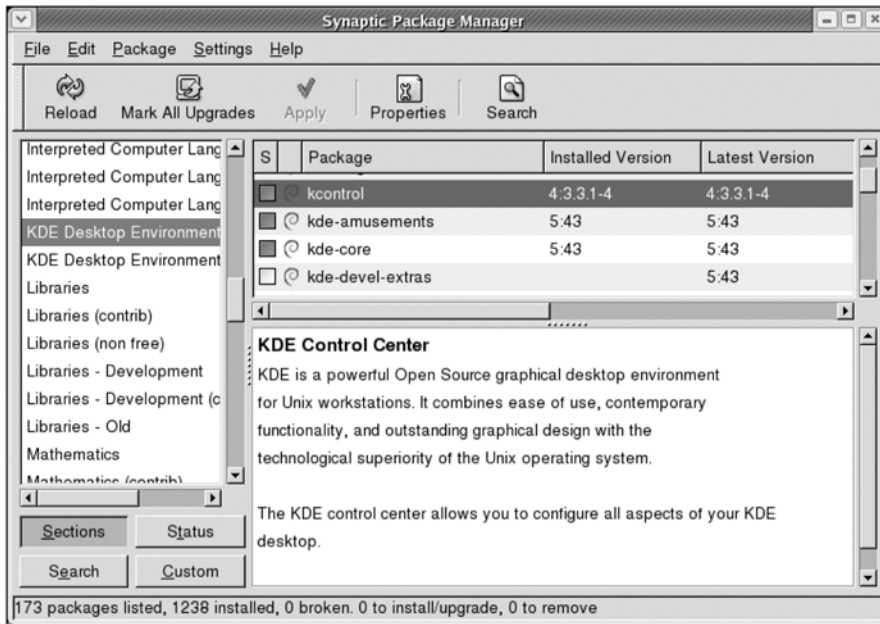 Synaptic Package Manager
File Edit Package Settings Help
Reload Mark All Upgrades Apply Properties Search
Interpreted Computer Lang
Interpreted Computer Lang
Interpreted Computer Lang
KDE Desktop Environment
KDE Desktop Environment
Libraries
Libraries (contrib)
Libraries (non free)
Libraries - Development
Libraries - Development (c
Libraries - Old
Mathematics
Mathematics (contrib)
Sections Status
Search Custom
S Package Installed Version Latest Version
kcontrol 4:3.3.1-4 4:3.3.1-4
kde-amusements 5:43 5:43
kde-core 5:43 5:43
kde-devel-extras 5:43
KDE Control Center
KDE is a powerful Open Source graphical desktop environment
for Unix workstations. It combines ease of use, contemporary
functionality, and outstanding graphical design with the
technological superiority of the Unix operating system.
The KDE control center allows you to configure all aspects of your KDE
desktop.
173 packages listed, 1238 installed, 0 broken. 0 to install/upgrade, 0 to remove